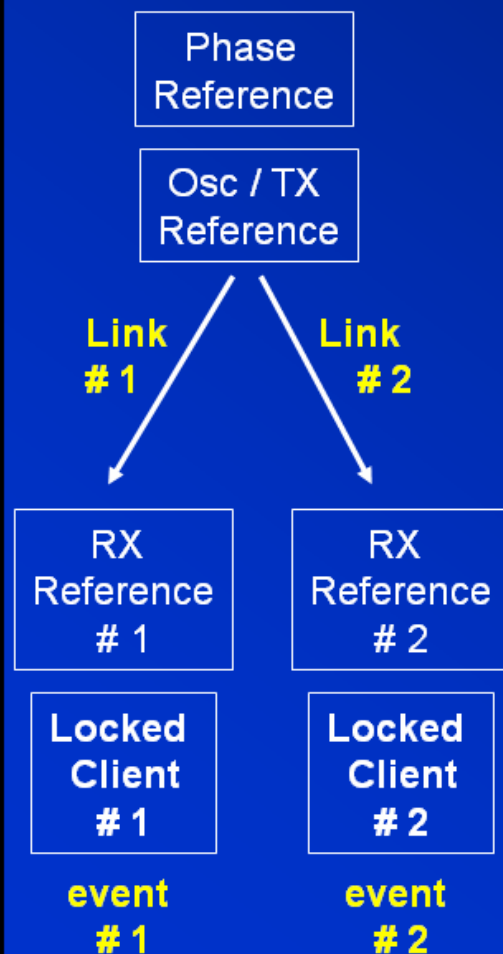 Phase
Reference
Osc / TX
Reference
Link
# 1
Link
# 2
RX
Reference
# 1
RX
Reference
# 2
Locked
Client
# 1
Locked
Client
# 2
event
# 1
event
# 2